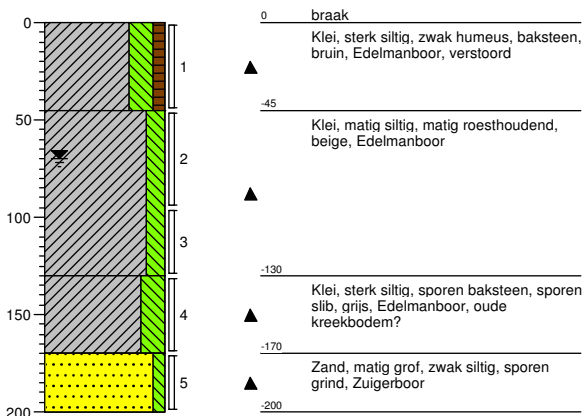 0
50
100
150
200
1
2
3
4
5
0 braak
Klei, sterk siltig, zwak humeus, baksteen,
bruin, Edelmanboor, verstoord
-45
Klei, matig siltig, matig roesthoudend,
beige, Edelmanboor
-130
Klei, sterk siltig, sporen baksteen, sporen
slib, grijs, Edelmanboor, oude
kreekbodem?
-170
Zand, matig grof, zwak siltig, sporen
grind, Zuigerboor
-200